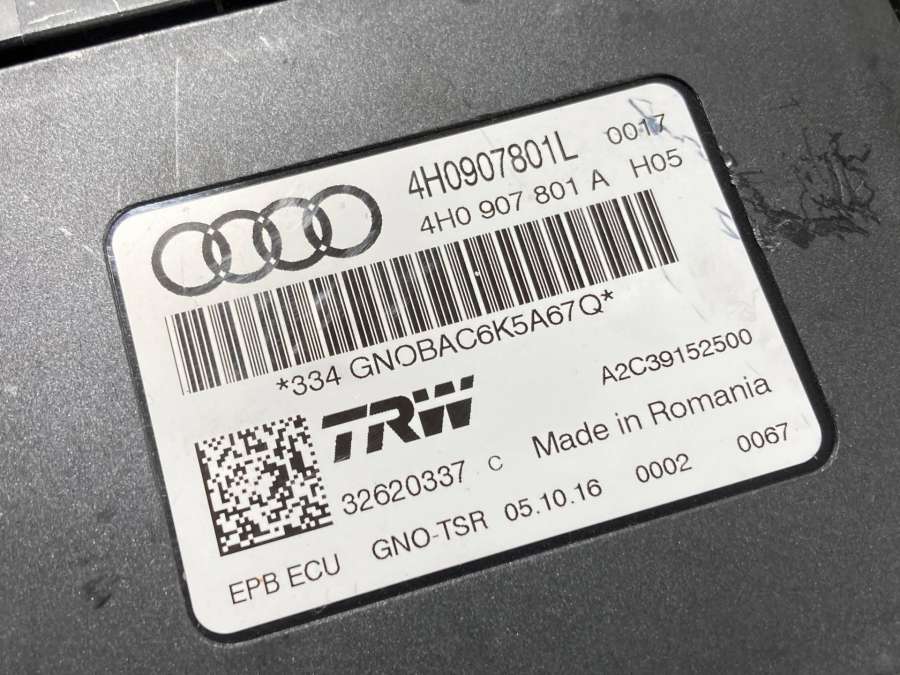 4H0907801L 0017
4H0 907 801 A H05
*334 GNOBAC6K5A67Q*
A2C39152500
TRW
Made in Romania
32620337 C
GNO-TSR 05.10.16 0002 0067
EPB ECU